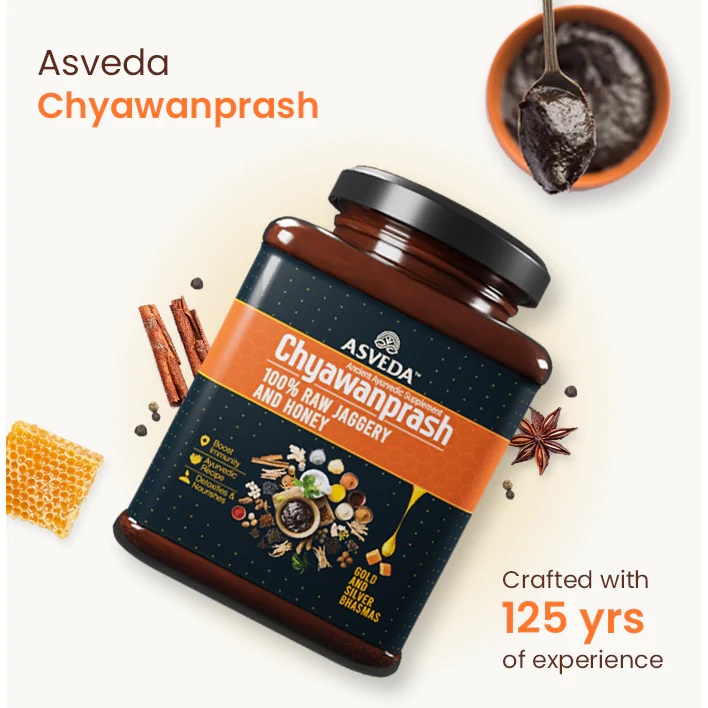 Asveda
Chyawanprash
ASVEDA™
Ancient Ayurvedic Supplement
Chyawanprash
100% RAW JAGGERY
AND HONEY
Boost
Immunity
Ayurvedic
Recipe
Detoxifies &
Nourishes
GOLD
AND
SILVER
BHASMAS
Crafted with
125 yrs
of experience